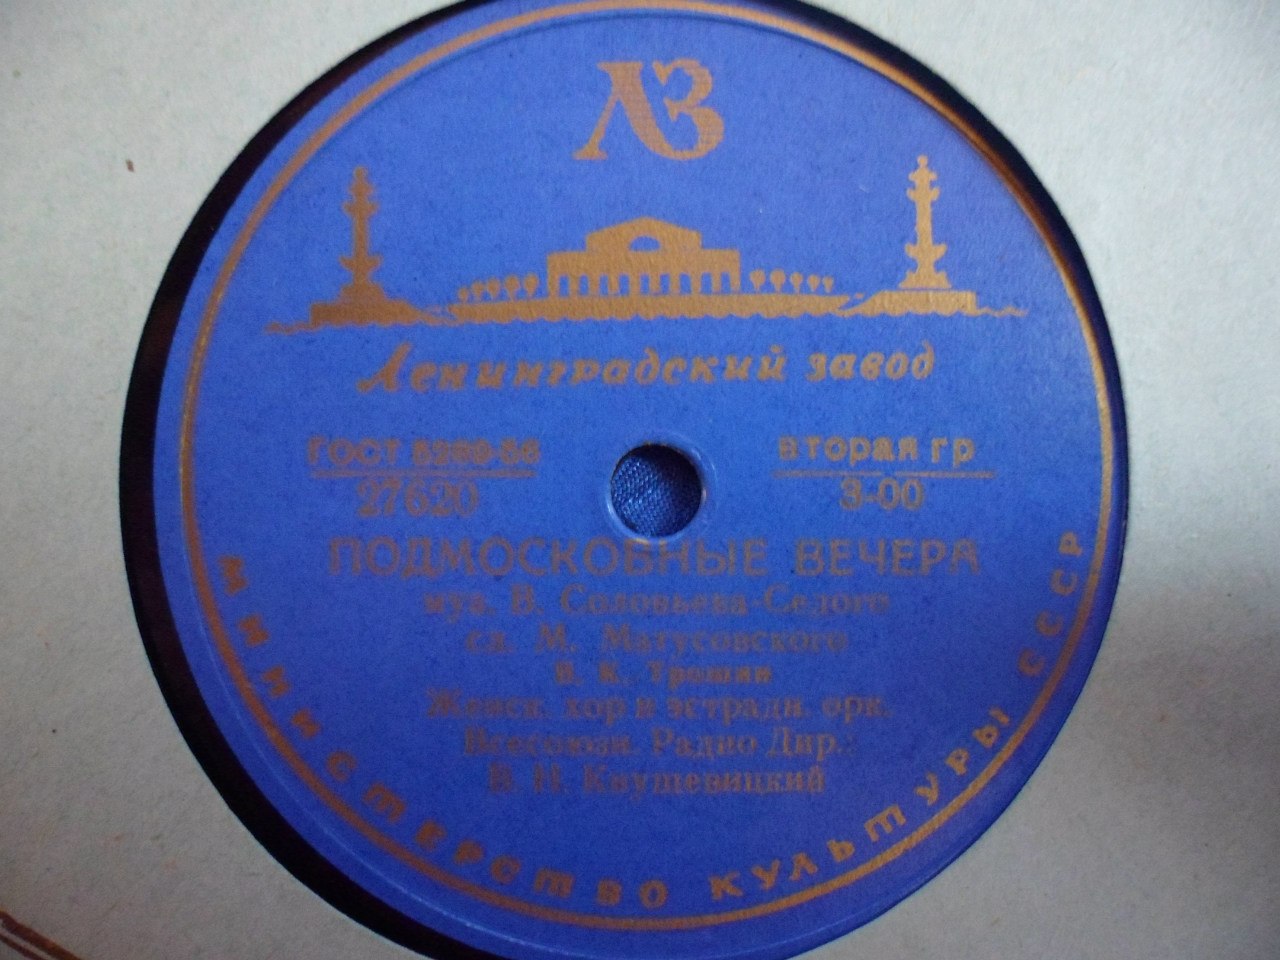 ЛЗ
Ленинградский завод
ГОСТ 5289-56
27620
вторая гр
3-00
ПОДМОСКОВНЫЕ ВЕЧЕРА
муз. В. Соловьева-Седого
сл. М. Матусовского
В. К. Трошин
Женск. хор и эстрадн. орк.
Всесоюзн. Радио Дир.:
В. Н. Кнушевицкий
МИНИСТЕРСТВО КУЛЬТУРЫ СССР